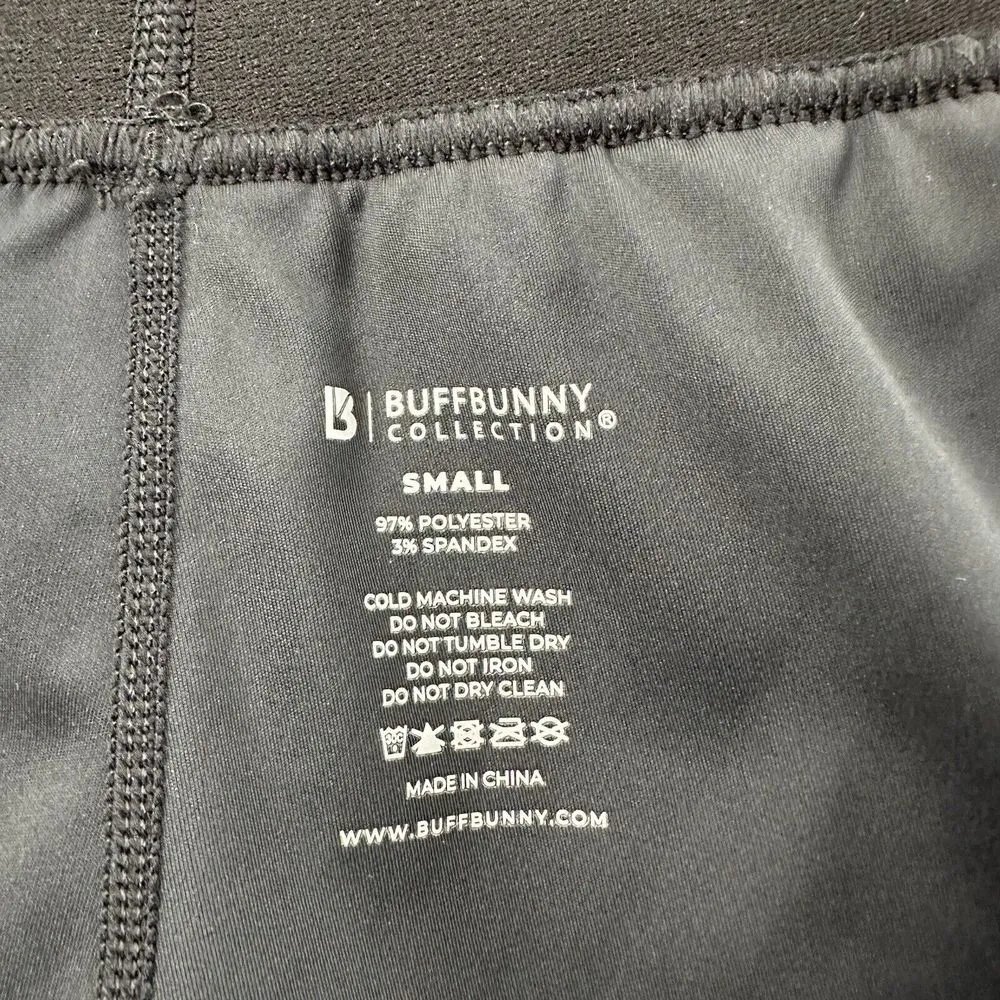 B | BUFFBUNNY
COLLECTION®
SMALL
97% POLYESTER
3% SPANDEX
COLD MACHINE WASH
DO NOT BLEACH
DO NOT TUMBLE DRY
DO NOT IRON
DO NOT DRY CLEAN
30C
MADE IN CHINA
WWW.BUFFBUNNY.COM